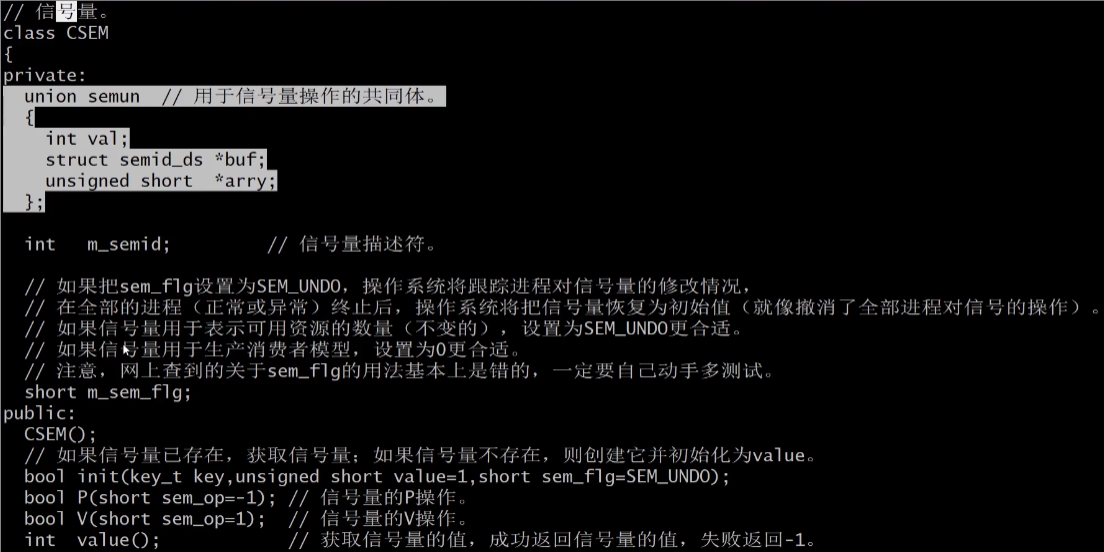 // 信号量。
class CSEM
{
private:
  union semun  // 用于信号量操作的共同体。
  {
    int val;
    struct semid_ds *buf;
    unsigned short  *arry;
  };
  int   m_semid;         // 信号量描述符。
  // 如果把sem_flg设置为SEM_UNDO，操作系统将跟踪进程对信号量的修改情况，
  // 在全部的进程（正常或异常）终止后，操作系统将把信号量恢复为初始值（就像撤消了全部进程对信号的操作）。
  // 如果信号量用于表示可用资源的数量（不变的），设置为SEM_UNDO更合适。
  // 如果信号量用于生产消费者模型，设置为0更合适。
  // 注意，网上查到的关于sem_flg的用法基本上是错的，一定要自己动手多测试。
  short m_sem_flg;
public:
  CSEM();
  // 如果信号量已存在，获取信号量；如果信号量不存在，则创建它并初始化为value。
  bool init(key_t key,unsigned short value=1,short sem_flg=SEM_UNDO);
  bool P(short sem_op=-1); // 信号量的P操作。
  bool V(short sem_op=1);  // 信号量的V操作。
  int  value();            // 获取信号量的值，成功返回信号量的值，失败返回-1。